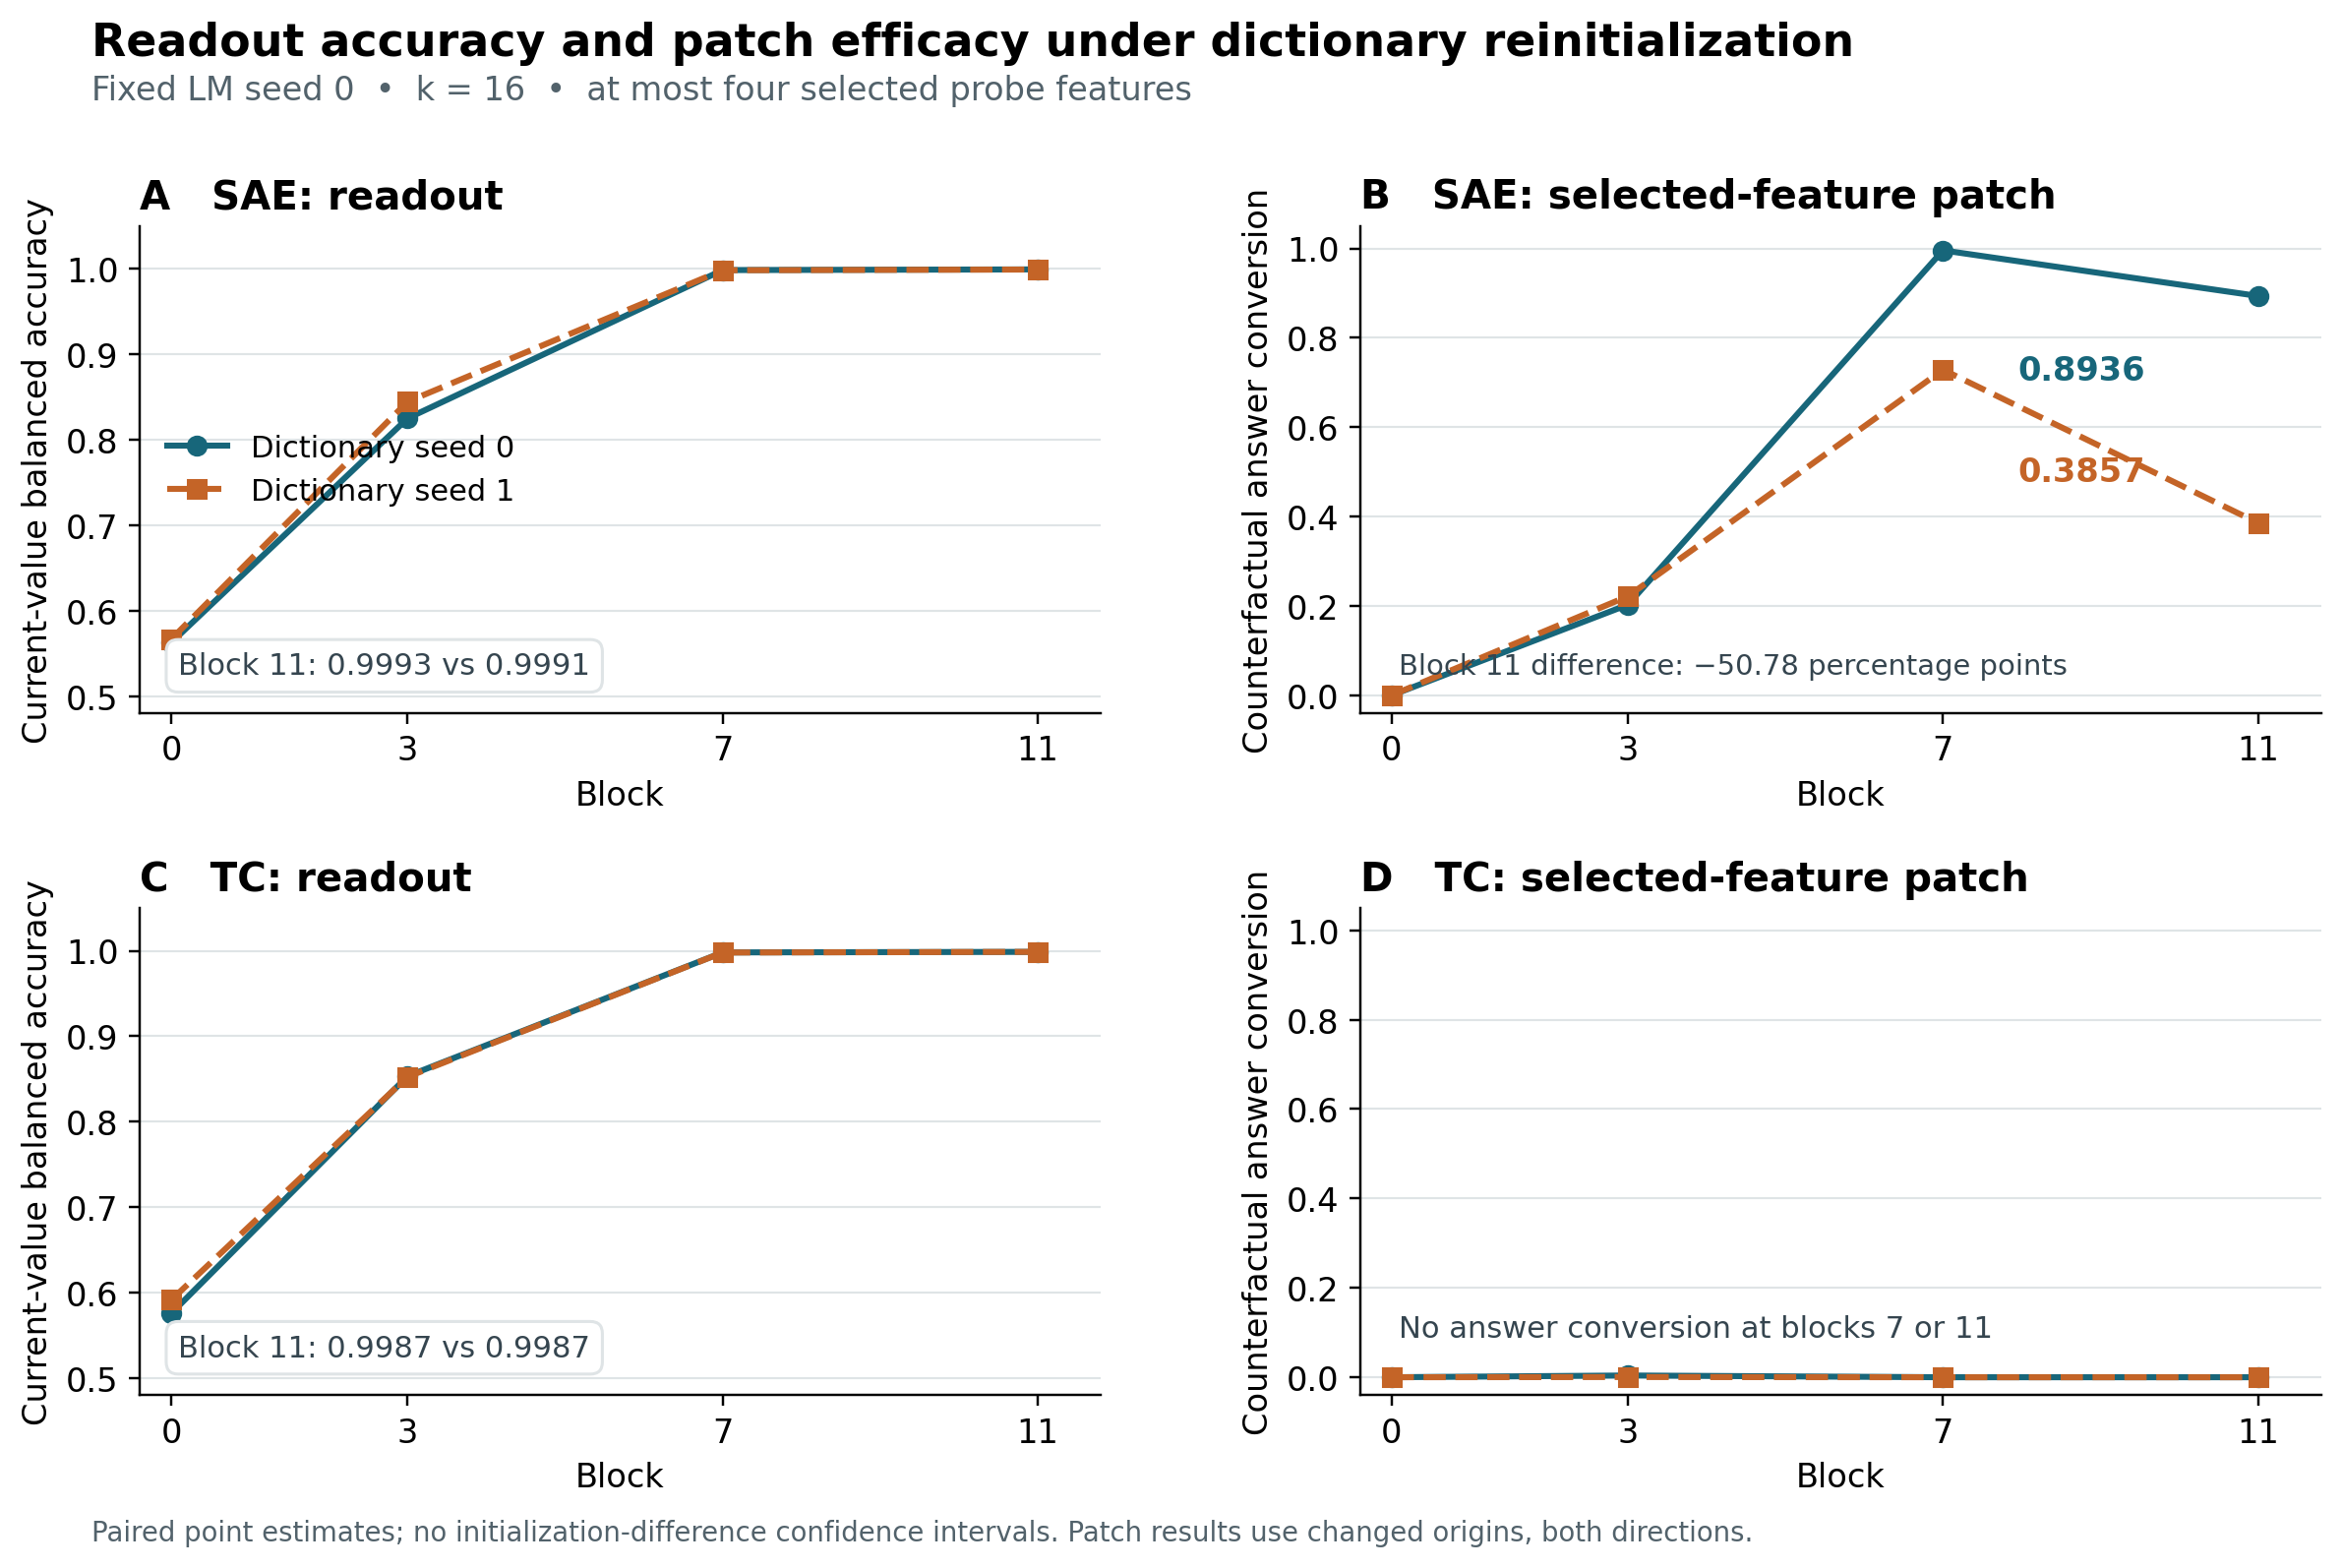 Readout accuracy and patch efficacy under dictionary reinitialization
Fixed LM seed 0 • k = 16 • at most four selected probe features
A SAE: readout
Current-value balanced accuracy
1.0
0.9
0.8
0.7
0.6
0.5
Dictionary seed 0
Dictionary seed 1
Block 11: 0.9993 vs 0.9991
0 3 7 11
Block
B SAE: selected-feature patch
Counterfactual answer conversion
1.0
0.8
0.6
0.4
0.2
0.0
0.8936
0.3857
Block 11 difference: −50.78 percentage points
0 3 7 11
Block
C TC: readout
Current-value balanced accuracy
1.0
0.9
0.8
0.7
0.6
0.5
Block 11: 0.9987 vs 0.9987
0 3 7 11
Block
D TC: selected-feature patch
Counterfactual answer conversion
1.0
0.8
0.6
0.4
0.2
0.0
No answer conversion at blocks 7 or 11
0 3 7 11
Block
Paired point estimates; no initialization-difference confidence intervals. Patch results use changed origins, both directions.